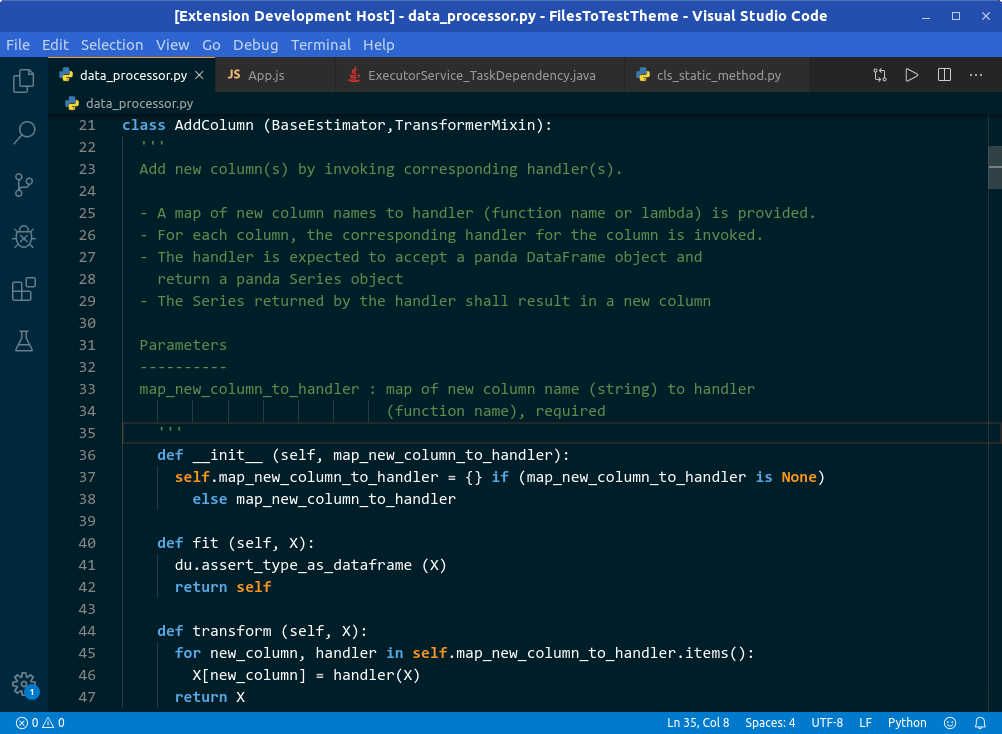 [Extension Development Host] - data_processor.py - FilesToTestTheme - Visual Studio Code
File Edit Selection View Go Debug Terminal Help
data_processor.py JS App.js ExecutorService_TaskDependency.java cls_static_method.py
data_processor.py
21 class AddColumn (BaseEstimator,TransformerMixin):
22 '''
23 Add new column(s) by invoking corresponding handler(s).
24
25 - A map of new column names to handler (function name or lambda) is provided.
26 - For each column, the corresponding handler for the column is invoked.
27 - The handler is expected to accept a panda DataFrame object and
28 return a panda Series object
29 - The Series returned by the handler shall result in a new column
30
31 Parameters
32 ----------
33 map_new_column_to_handler : map of new column name (string) to handler
34 (function name), required
35 '''
36 def __init__ (self, map_new_column_to_handler):
37 self.map_new_column_to_handler = {} if (map_new_column_to_handler is None)
38 else map_new_column_to_handler
39
40 def fit (self, X):
41 du.assert_type_as_dataframe (X)
42 return self
43
44 def transform (self, X):
45 for new_column, handler in self.map_new_column_to_handler.items():
46 X[new_column] = handler(X)
47 return X
1
0 0 Ln 35, Col 8 Spaces: 4 UTF-8 LF Python